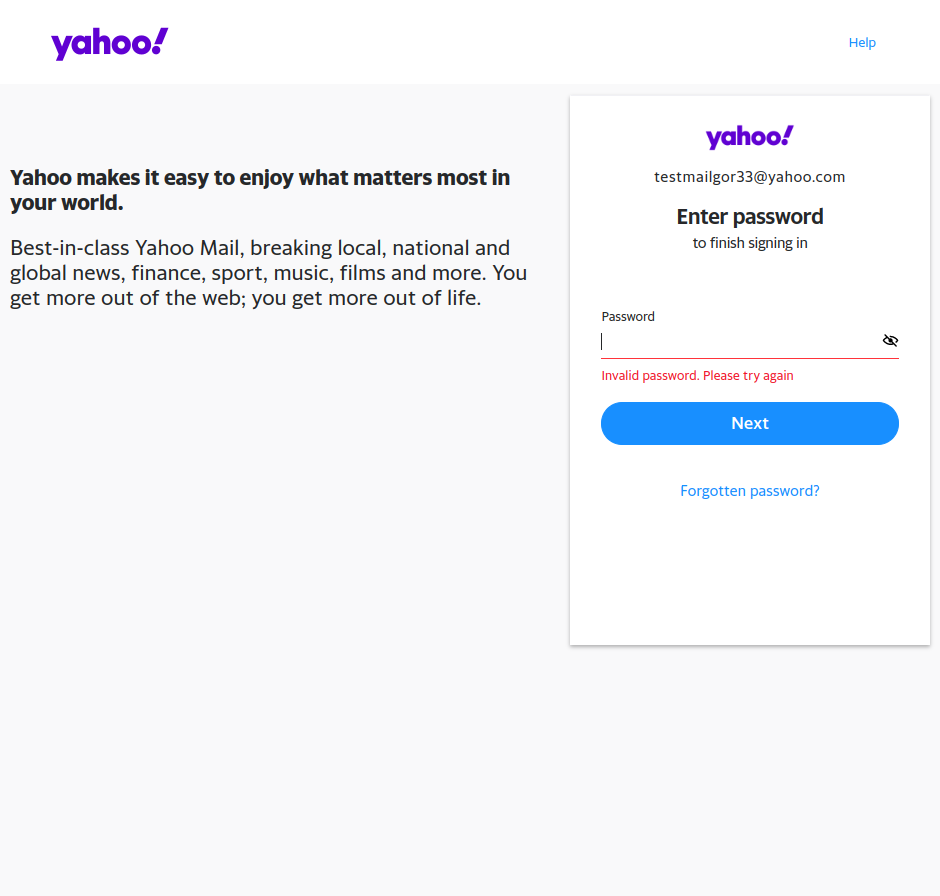 yahoo!
Help
Yahoo makes it easy to enjoy what matters most in
your world.
Best-in-class Yahoo Mail, breaking local, national and
global news, finance, sport, music, films and more. You
get more out of the web; you get more out of life.
yahoo!
testmailgor33@yahoo.com
Enter password
to finish signing in
Password
Invalid password. Please try again
Next
Forgotten password?